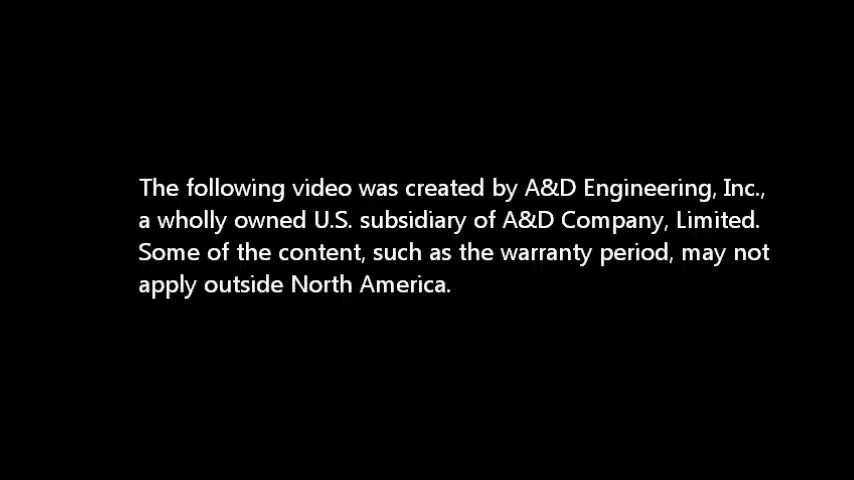 The following video was created by A&D Engineering, Inc.,
a wholly owned U.S. subsidiary of A&D Company, Limited.
Some of the content, such as the warranty period, may not
apply outside North America.